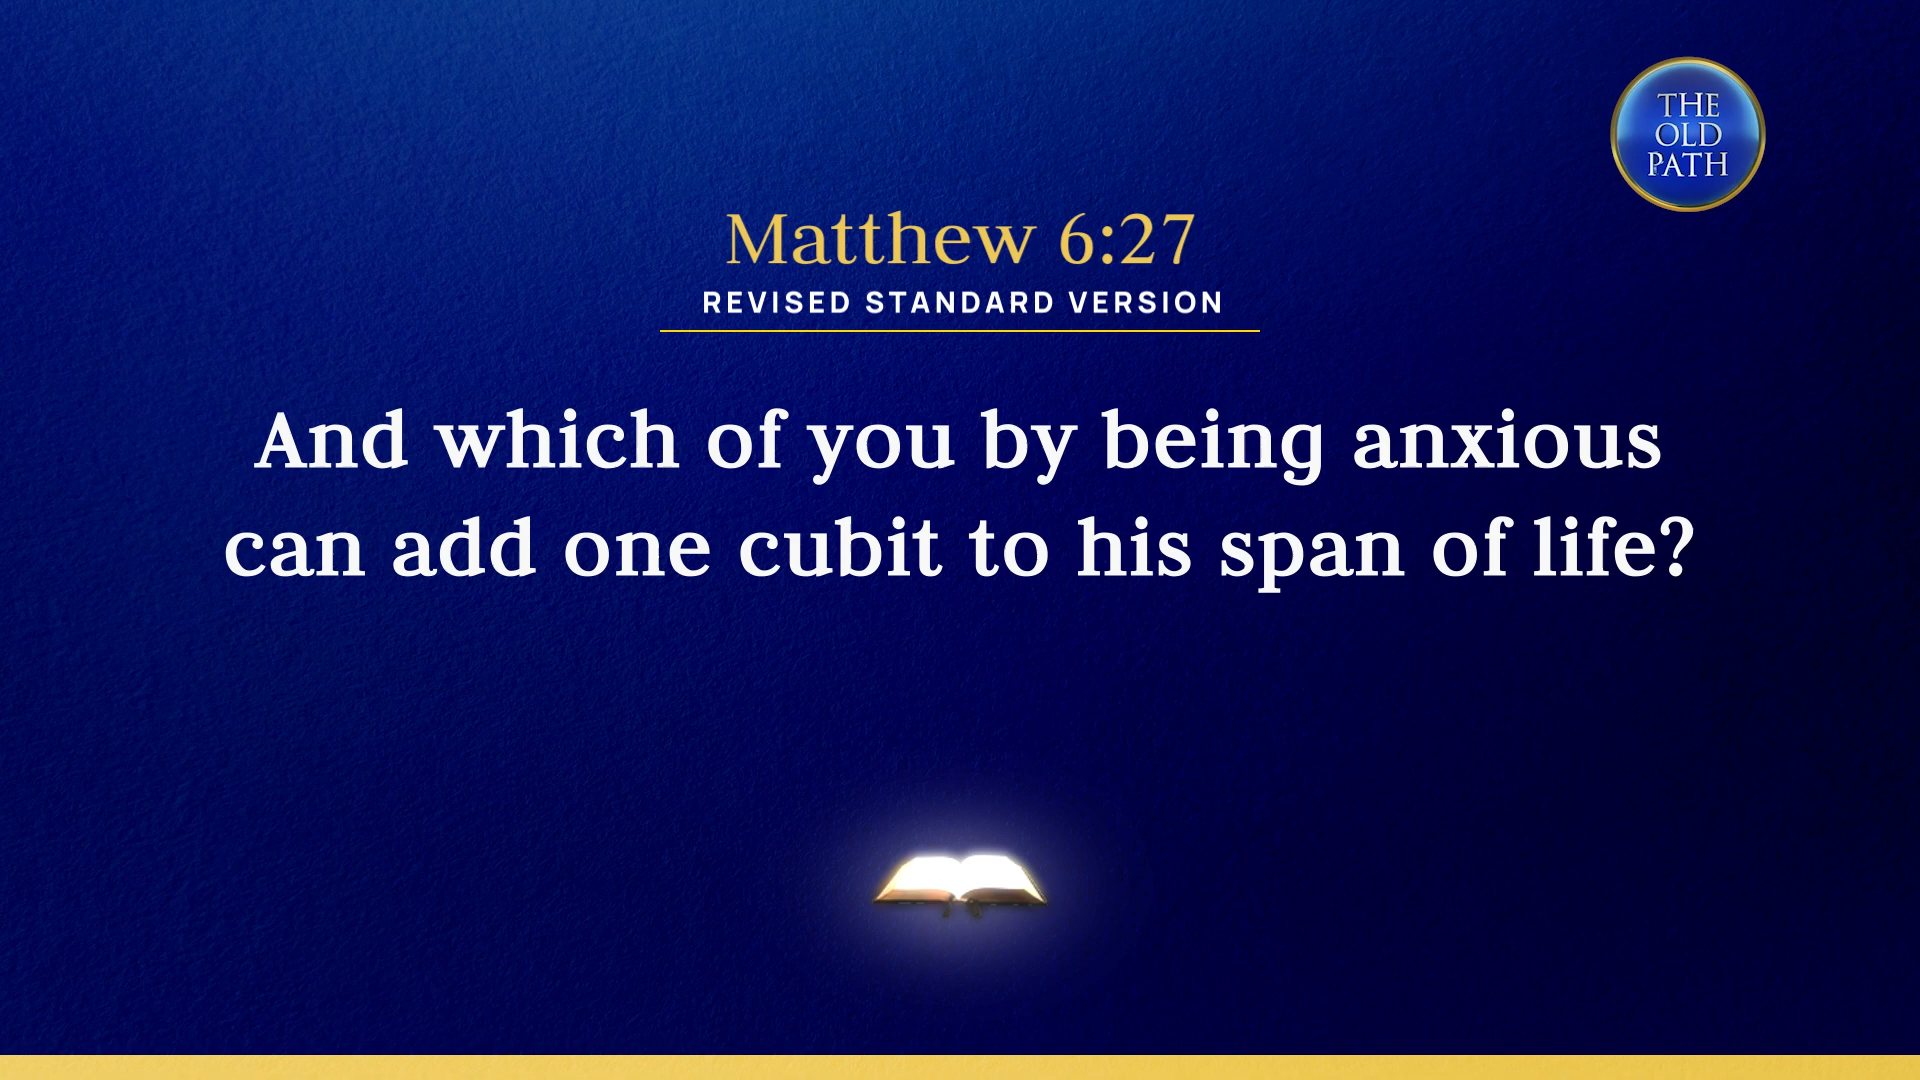 THE
OLD
PATH
Matthew 6:27
REVISED STANDARD VERSION
And which of you by being anxious
can add one cubit to his span of life?